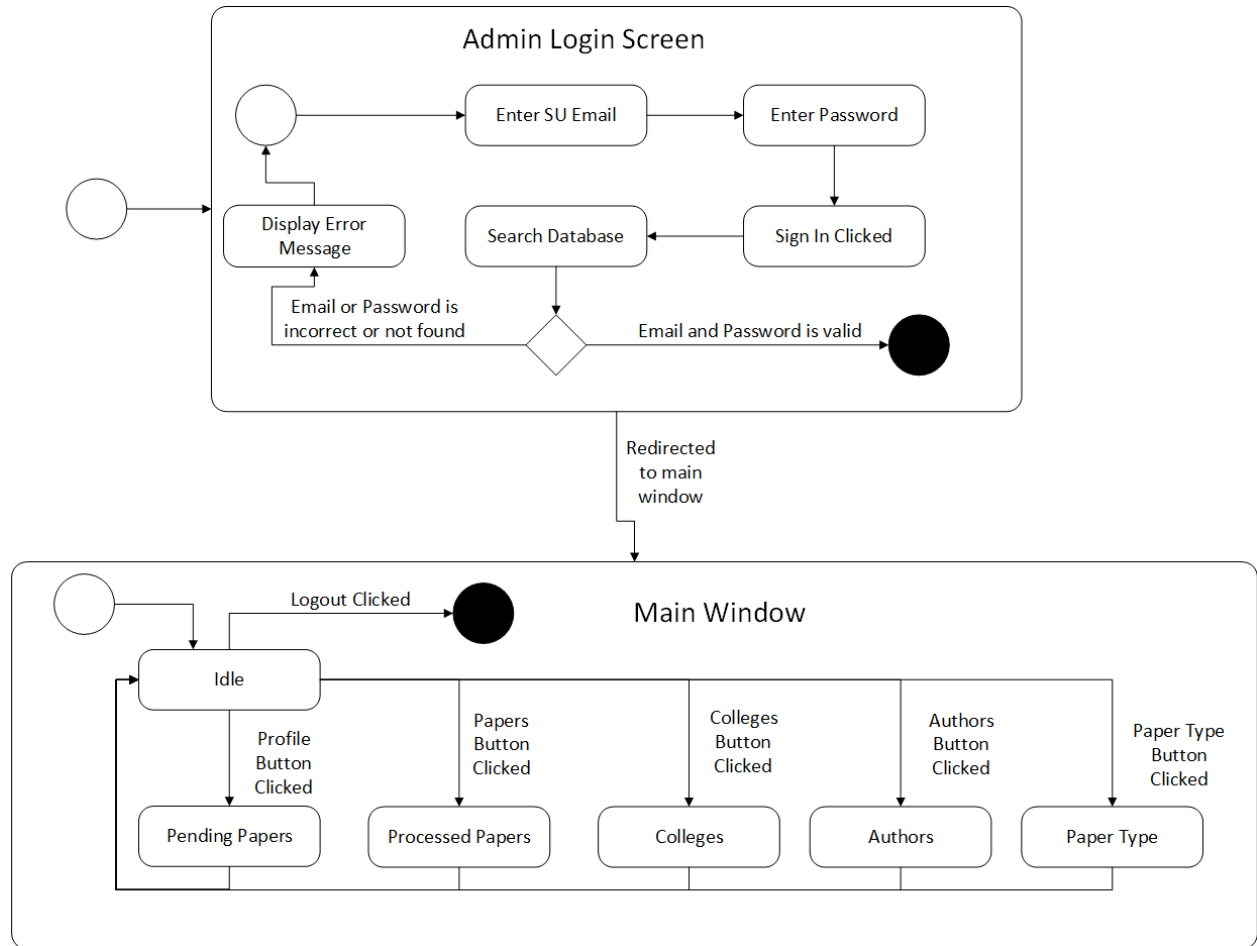 Admin Login Screen
Enter SU Email
Enter Password
Display Error
Message
Search Database
Sign In Clicked
Email or Password is
incorrect or not found
Email and Password is valid
Redirected
to main
window
Logout Clicked
Main Window
Idle
Profile
Button
Clicked
Papers
Button
Clicked
Colleges
Button
Clicked
Authors
Button
Clicked
Paper Type
Button
Clicked
Pending Papers
Processed Papers
Colleges
Authors
Paper Type